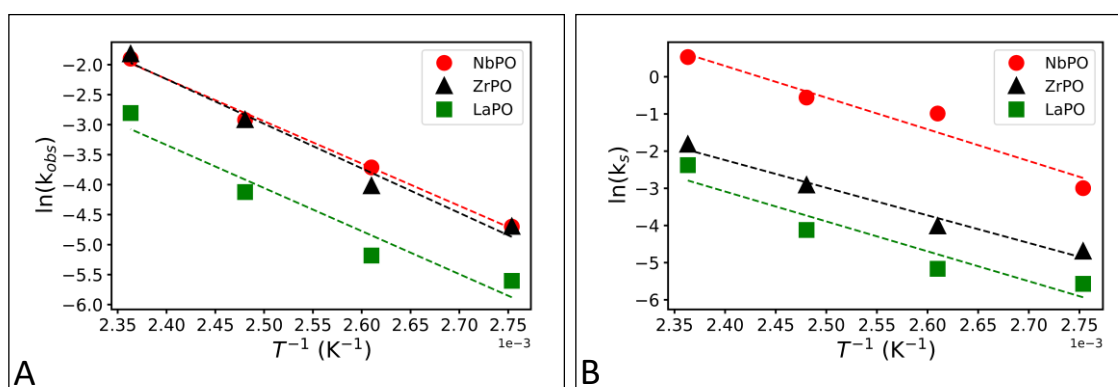 −2.0
−2.5
−3.0
−3.5
−4.0
−4.5
−5.0
−5.5
−6.0
ln(k_obs)
NbPO
ZrPO
LaPO
2.35 2.40 2.45 2.50 2.55 2.60 2.65 2.70 2.75
1e−3
T⁻¹ (K⁻¹)
A
0
−1
−2
−3
−4
−5
−6
ln(k_s)
NbPO
ZrPO
LaPO
2.35 2.40 2.45 2.50 2.55 2.60 2.65 2.70 2.75
1e−3
T⁻¹ (K⁻¹)
B